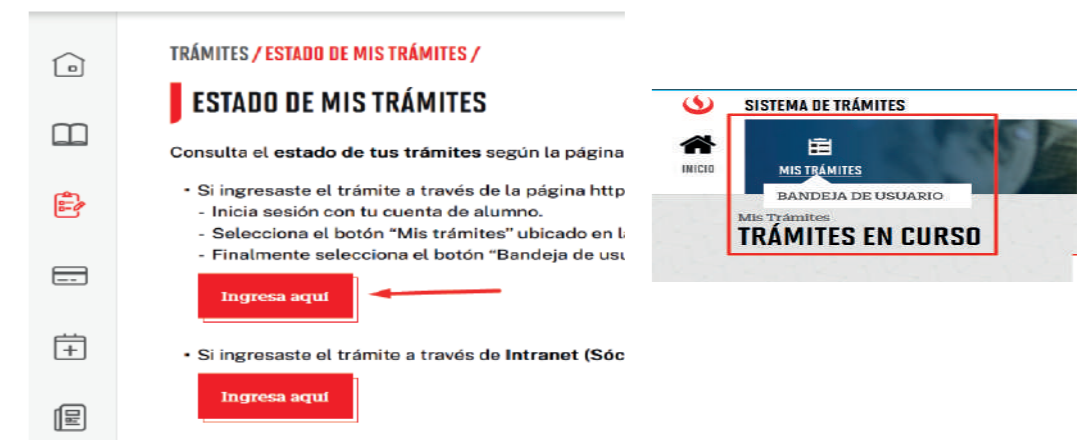 TRÁMITES / ESTADO DE MIS TRÁMITES /
ESTADO DE MIS TRÁMITES
Consulta el estado de tus trámites según la página
• Si ingresaste el trámite a través de la página http
- Inicia sesión con tu cuenta de alumno.
- Selecciona el botón “Mis trámites” ubicado en l
- Finalmente selecciona el botón “Bandeja de usu
Ingresa aquí
• Si ingresaste el trámite a través de Intranet (Sóc
Ingresa aquí
SISTEMA DE TRÁMITES
INICIO
MIS TRÁMITES
BANDEJA DE USUARIO
Mis Trámites
TRÁMITES EN CURSO